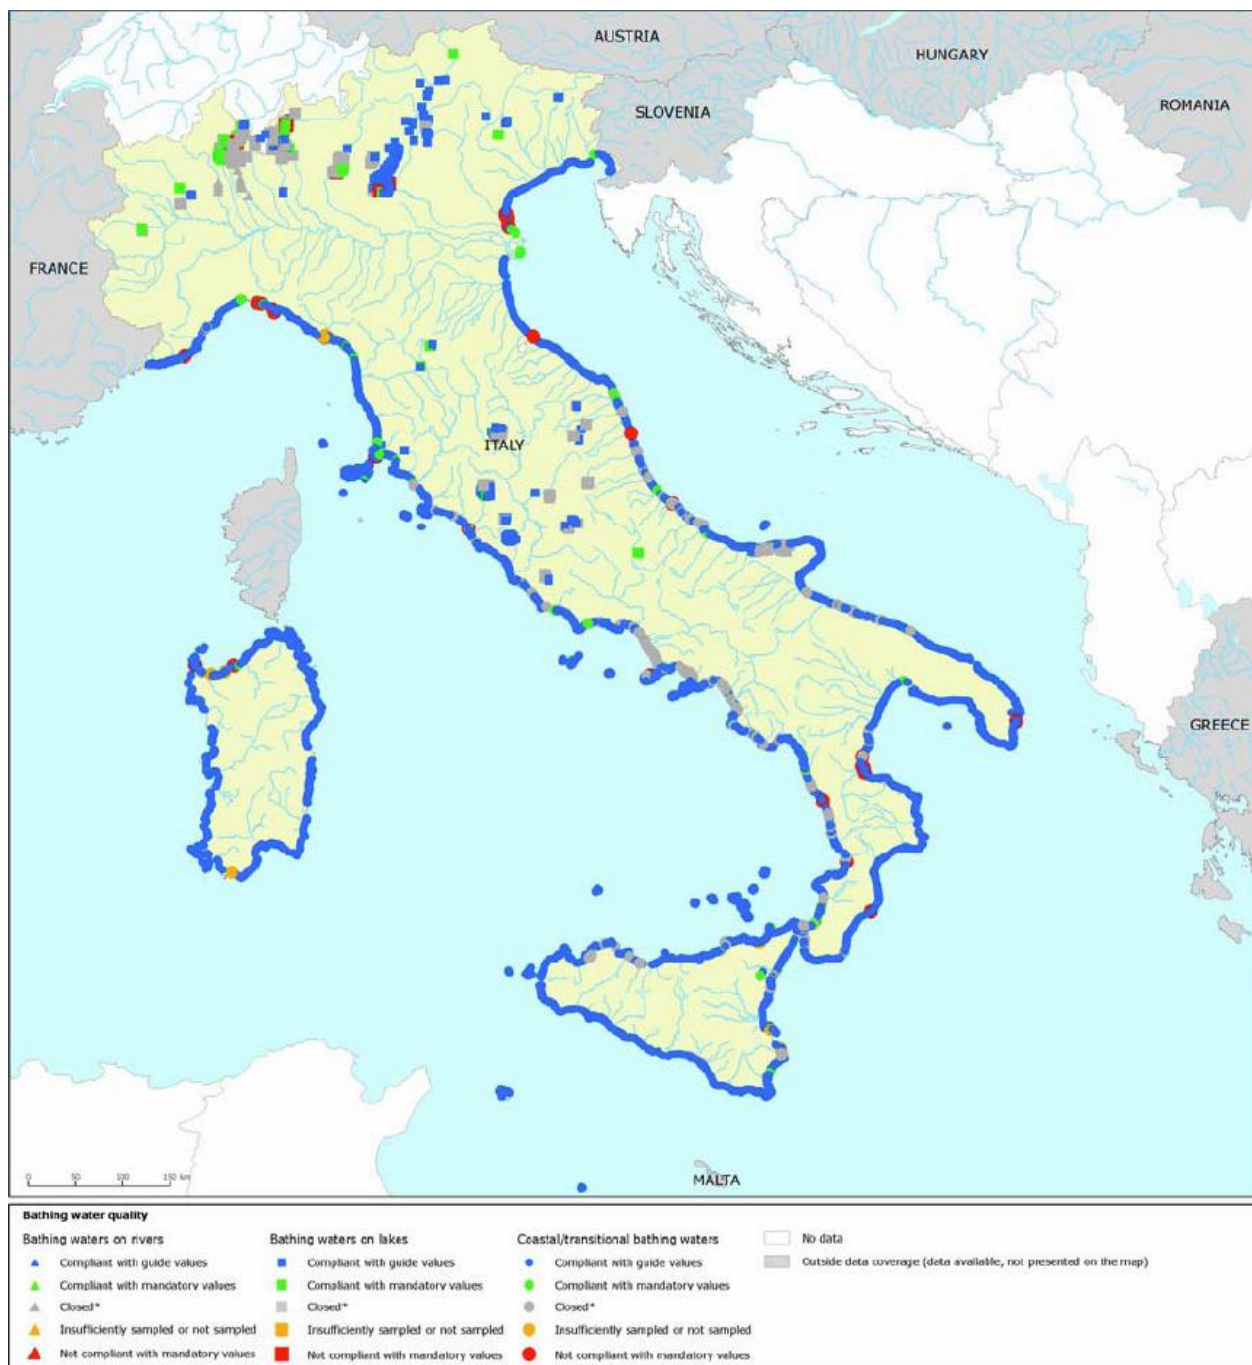 AUSTRIA
HUNGARY
ROMANIA
SLOVENIA
FRANCE
ITALY
GREECE
MALTA
0 50 100 150 km
Bathing water quality
Bathing waters on rivers
Compliant with guide values
Compliant with mandatory values
Closed*
Insufficiently sampled or not sampled
Not compliant with mandatory values
Bathing waters on lakes
Compliant with guide values
Compliant with mandatory values
Closed*
Insufficiently sampled or not sampled
Not compliant with mandatory values
Coastal/transitional bathing waters
Compliant with guide values
Compliant with mandatory values
Closed*
Insufficiently sampled or not sampled
Not compliant with mandatory values
No data
Outside data coverage (data available, not presented on the map)